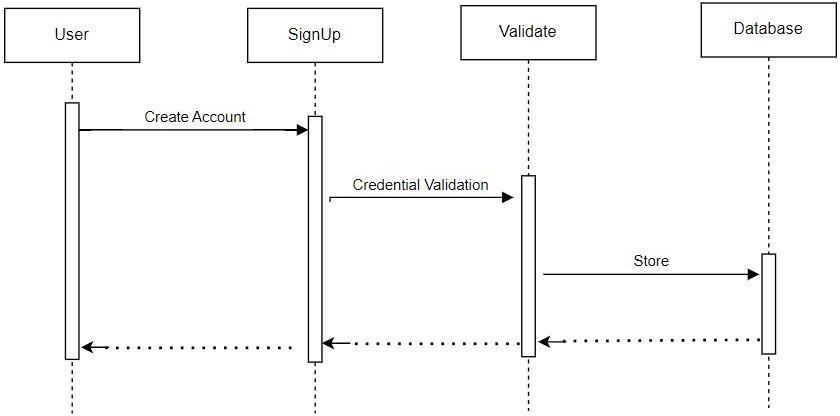 User
SignUp
Validate
Database
Create Account
Credential Validation
Store